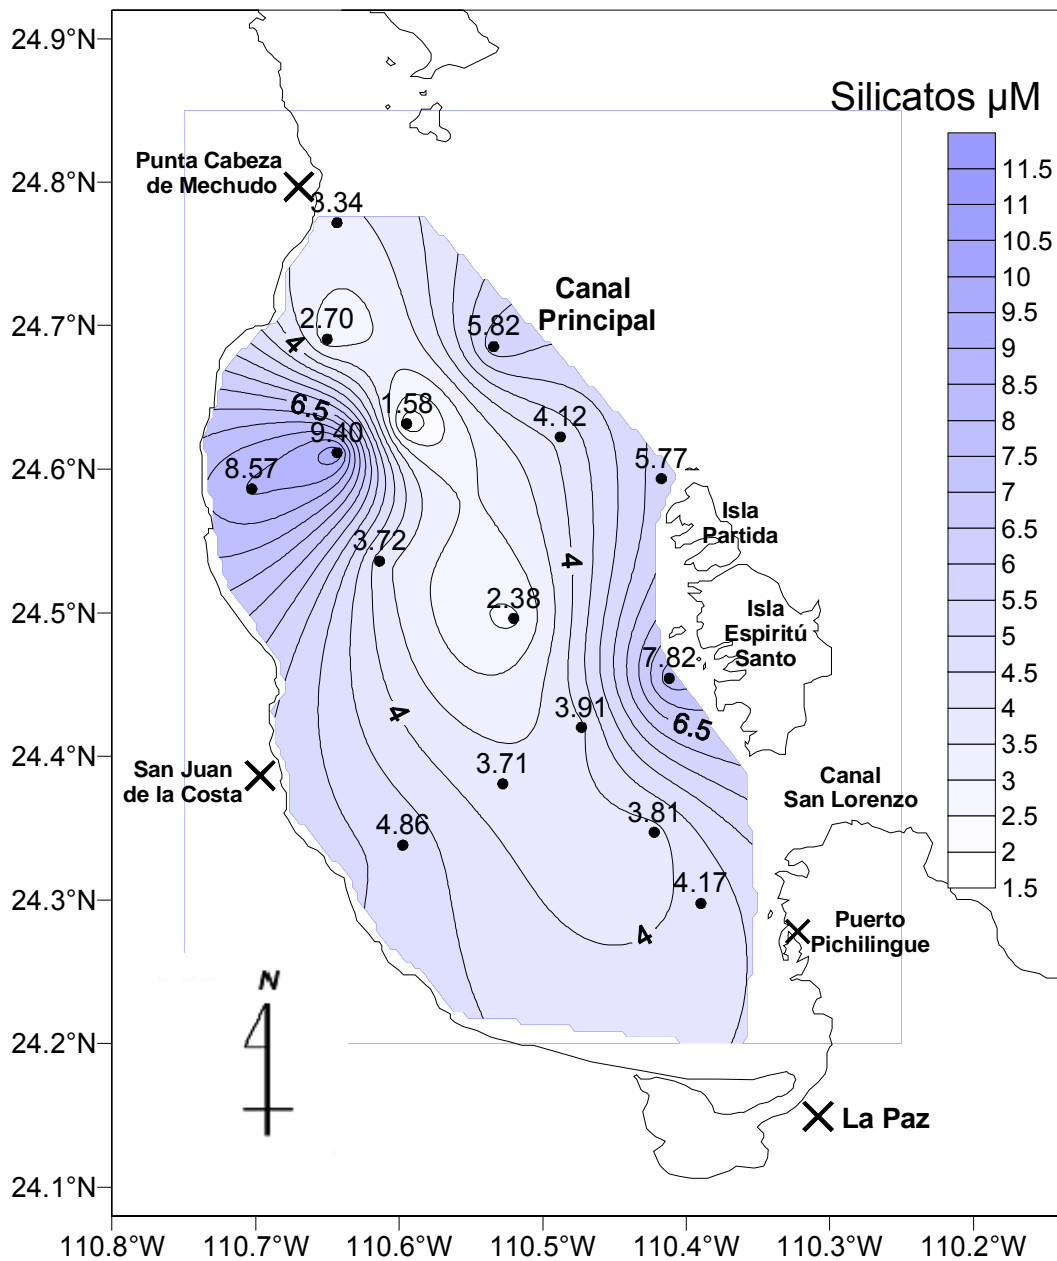 24.9°N
Silicatos µM
Punta Cabeza
de Mechudo
24.8°N
3.34
11.5
11
10.5
10
9.5
9
8.5
8
7.5
7
6.5
6
5.5
5
4.5
4
3.5
3
2.5
2
1.5
Canal
Principal
24.7°N
2.70
5.82
4
6.5
1.58
4.12
9.40
24.6°N
8.57
5.77
Isla
Partida
3.72
4
24.5°N
2.38
Isla
Espiritú
Santo
7.82
3.91
4
6.5
24.4°N
San Juan
de la Costa
3.71
Canal
San Lorenzo
4.86
3.81
24.3°N
4.17
4
Puerto
Pichilingue
N
24.2°N
La Paz
24.1°N
110.8°W
110.7°W
110.6°W
110.5°W
110.4°W
110.3°W
110.2°W